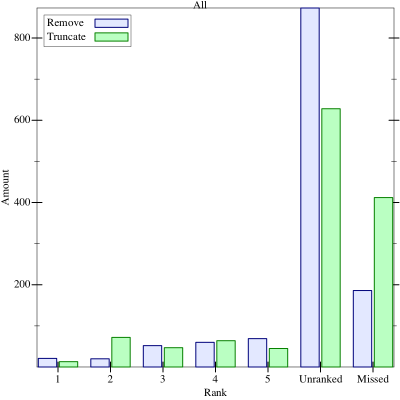 All
Remove
Truncate
800
600
400
200
Amount
1 2 3 4 5 Unranked Missed
Rank